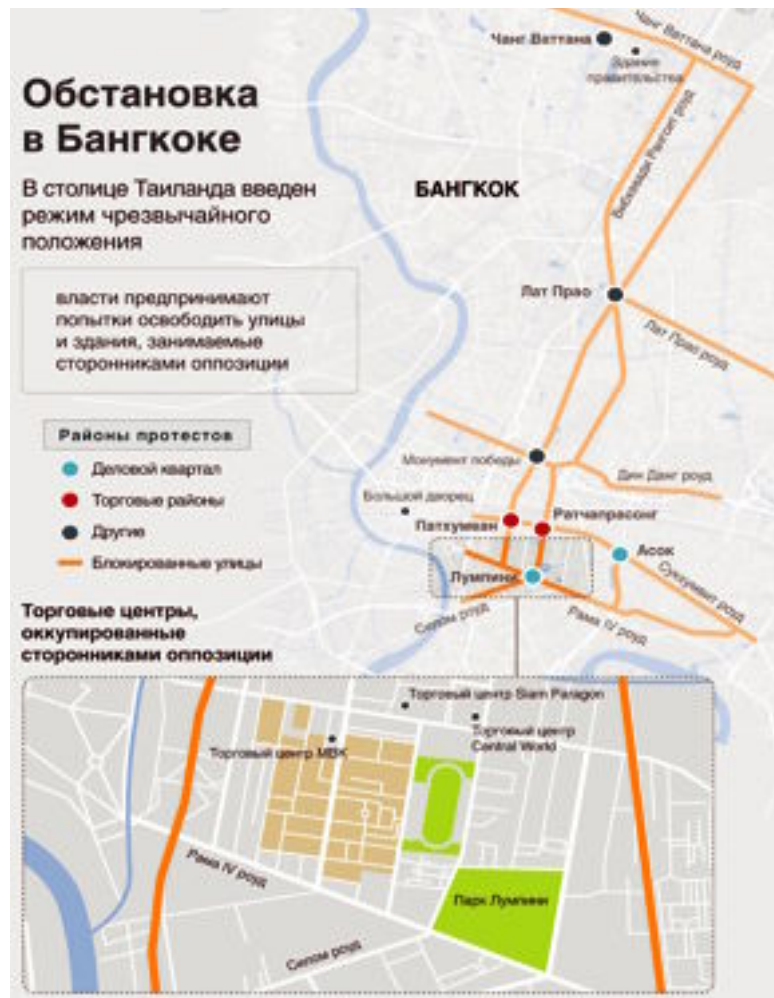 Обстановка
в Бангкоке
В столице Таиланда введен
режим чрезвычайного
положения
власти предпринимают
попытки освободить улицы
и здания, занимаемые
сторонниками оппозиции
Районы протестов
Деловой квартал
Торговые районы
Другие
Блокированные улицы
Чанг Ваттана
Чанг Ваттана роуд
Здание
правительства
Вибхавади Рангсит роуд
БАНГКОК
Лат Прао
Лат Прао роуд
Монумент победы
Дин Данг роуд
Большой дворец
Патхумван
Ратчапрасонг
Асок
Лумпини
Сукхумвит роуд
Силом роуд
Рама IV роуд
Торговые центры,
оккупированные
сторонниками оппозиции
Торговый центр Siam Paragon
Торговый центр МВК
Торговый центр
Central World
Рама IV роуд
Парк Лумпини
Силом роуд